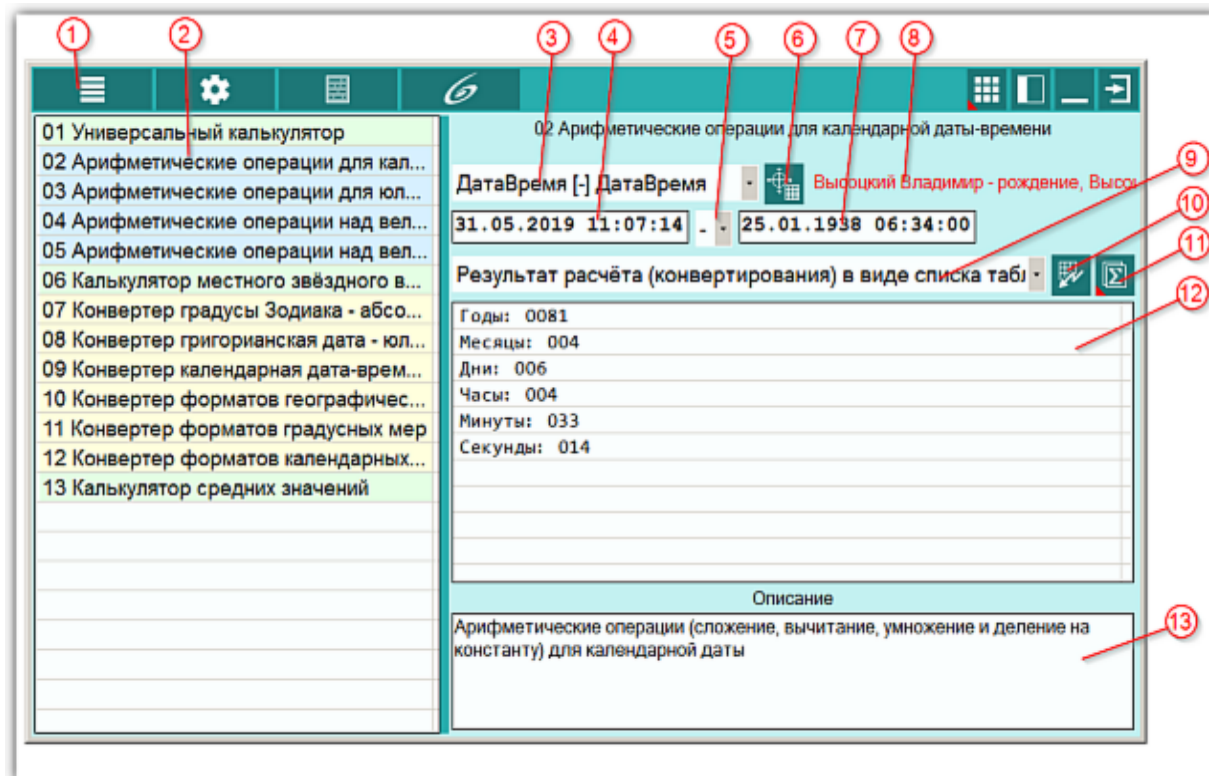 1 2 3 4 5 6 7 8
01 Универсальный калькулятор
02 Арифметические операции для кал...
03 Арифметические операции для юл...
04 Арифметические операции над вел...
05 Арифметические операции над вел...
06 Калькулятор местного звёздного в...
07 Конвертер градусы Зодиака - абсо...
08 Конвертер григорианская дата - юл...
09 Конвертер календарная дата-врем...
10 Конвертер форматов географичес...
11 Конвертер форматов градусных мер
12 Конвертер форматов календарных...
13 Калькулятор средних значений
02 Арифметические операции для календарной даты-времени
9
ДатаВремя [-] ДатаВремя Высоцкий Владимир - рождение, Высо
10
31.05.2019 11:07:14 - 25.01.1938 06:34:00
11
Результат расчёта (конвертирования) в виде списка табл
12
Годы: 0081
Месяцы: 004
Дни: 006
Часы: 004
Минуты: 033
Секунды: 014
Описание
13
Арифметические операции (сложение, вычитание, умножение и деление на
константу) для календарной даты